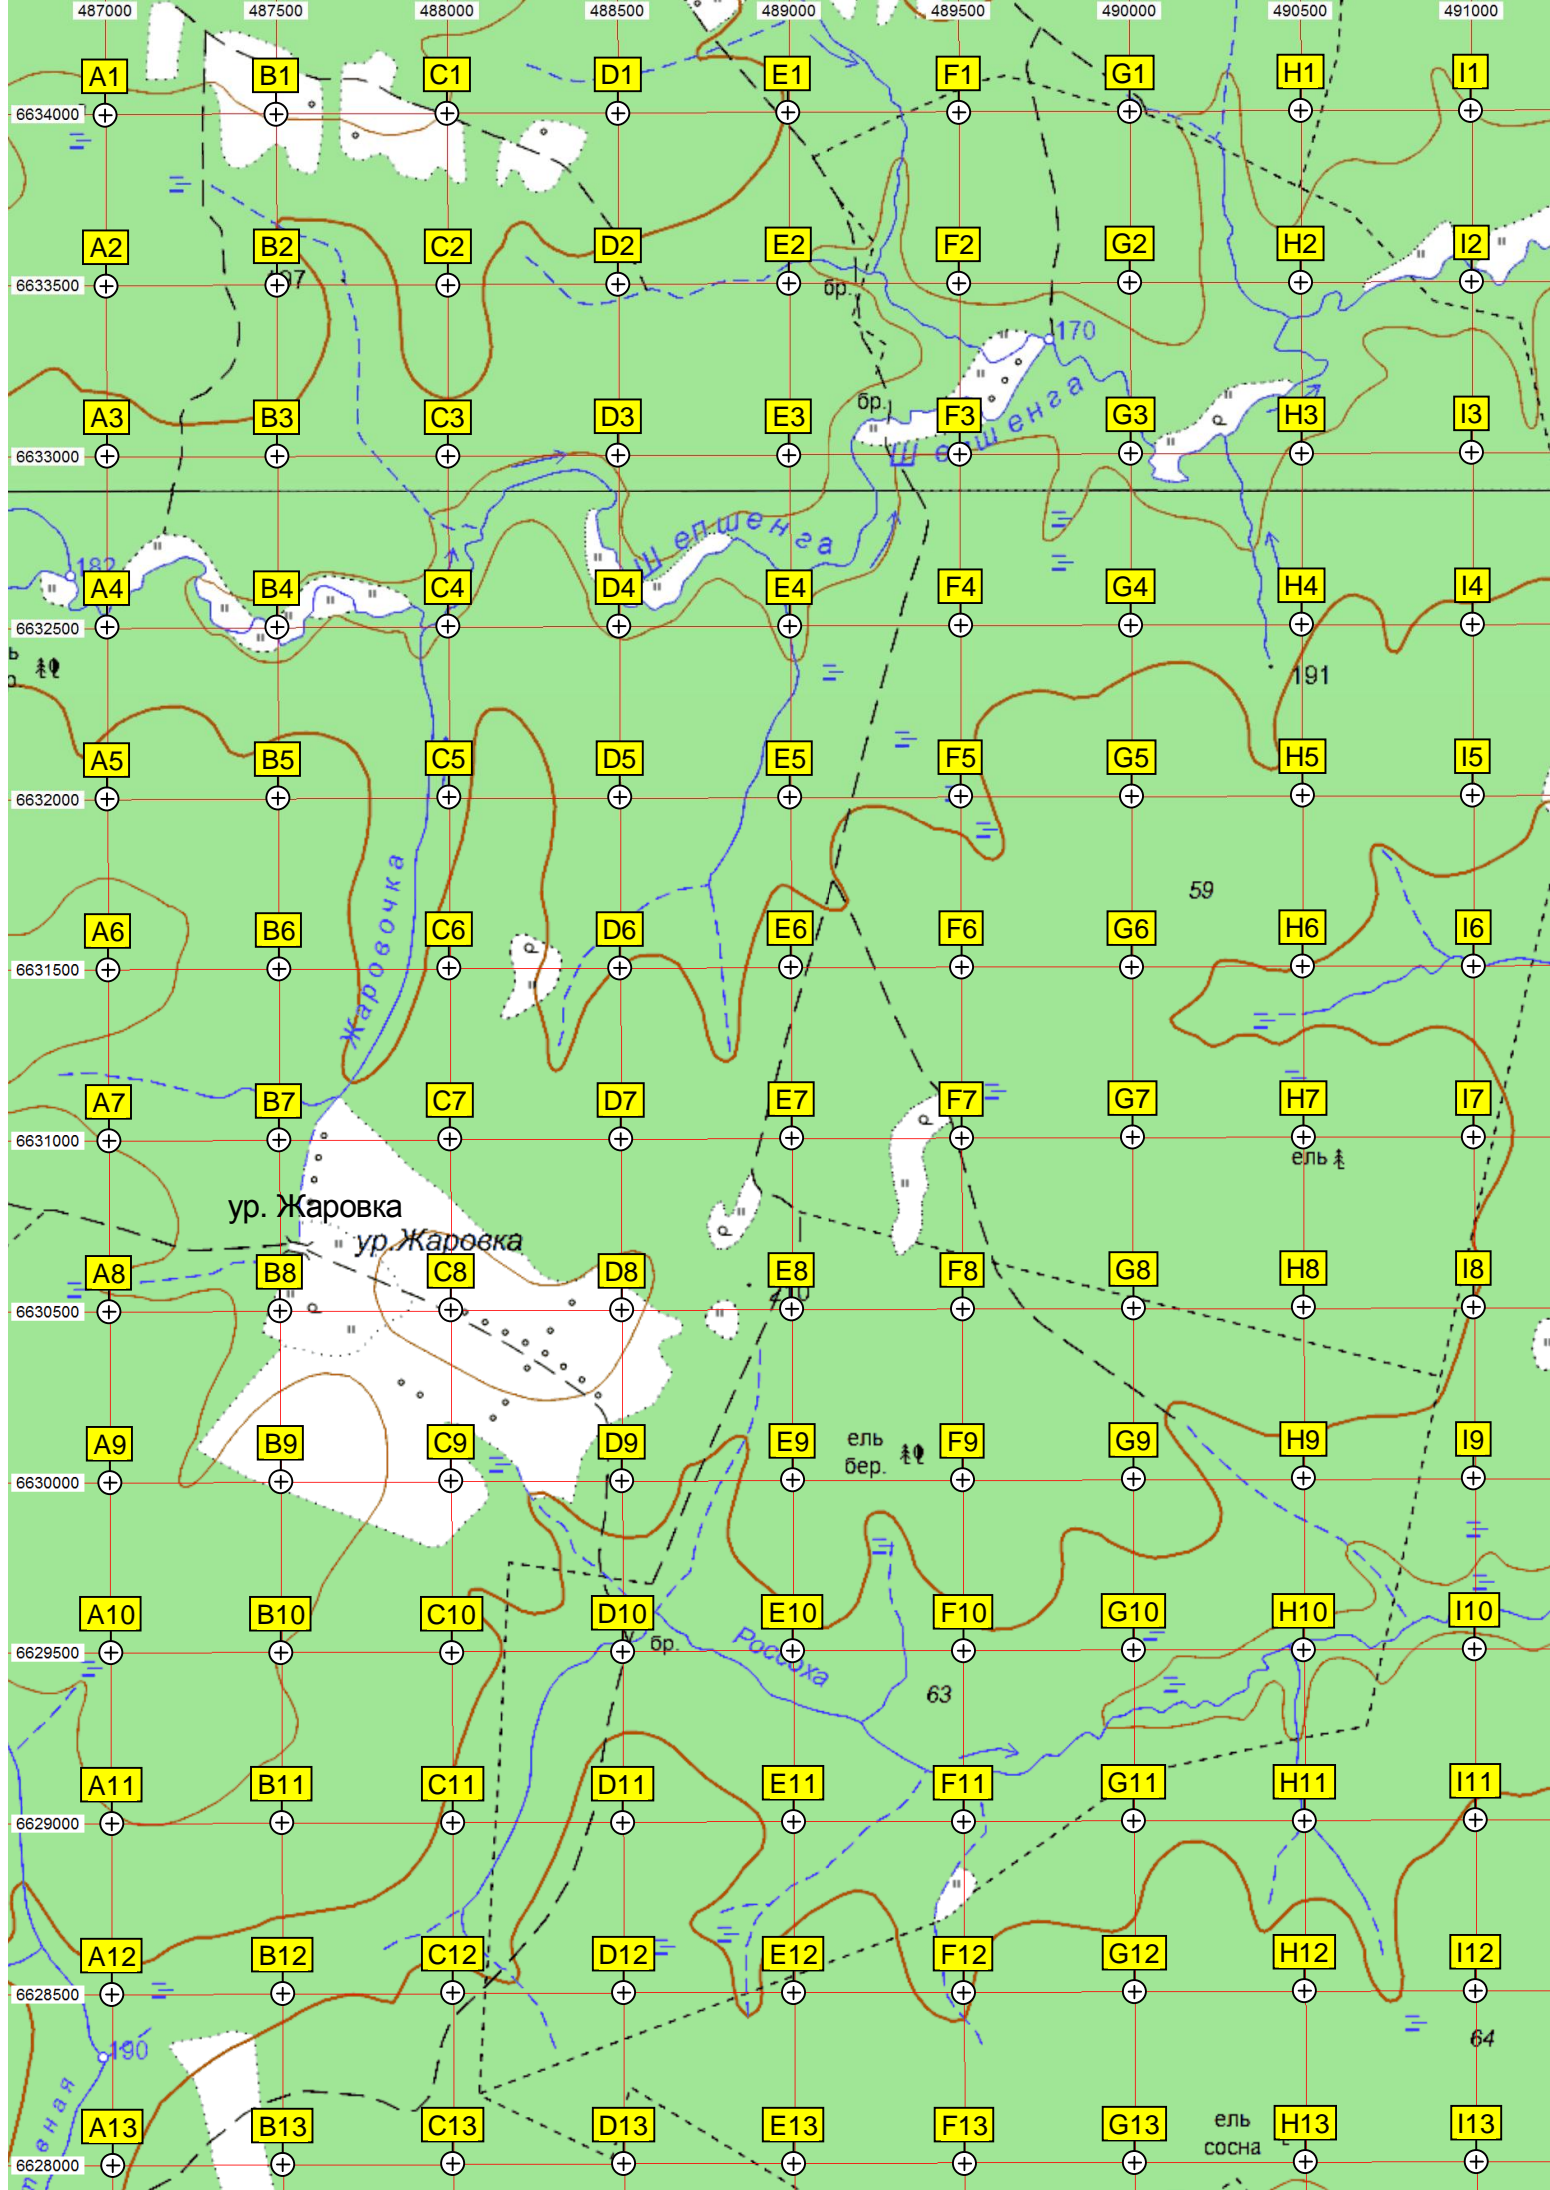 487000 487500 488000 488500 489000 489500 490000 490500 491000
A1 B1 C1 D1 E1 F1 G1 H1 I1
6634000
A2 B2 C2 D2 E2 F2 G2 H2 I2
6633500
бр.
170
бр.
A3 B3 C3 D3 E3 F3 G3 H3 I3
Шепшенга
6633000
Шепшенга
182
A4 B4 C4 D4 E4 F4 G4 H4 I4
6632500
191
A5 B5 C5 D5 E5 F5 G5 H5 I5
6632000
59
Жаровочка
A6 B6 C6 D6 E6 F6 G6 H6 I6
6631500
A7 B7 C7 D7 E7 F7 G7 H7 I7
6631000
ель
ур. Жаровка
ур.Жаровка
A8 B8 C8 D8 E8 F8 G8 H8 I8
6630500
A9 B9 C9 D9 E9 F9 G9 H9 I9
ель
бер.
6630000
A10 B10 C10 D10 E10 F10 G10 H10 I10
бр.
Россоха
6629500
63
A11 B11 C11 D11 E11 F11 G11 H11 I11
6629000
A12 B12 C12 D12 E12 F12 G12 H12 I12
6628500
64
190
A13 B13 C13 D13 E13 F13 G13 H13 I13
ель
сосна
6628000